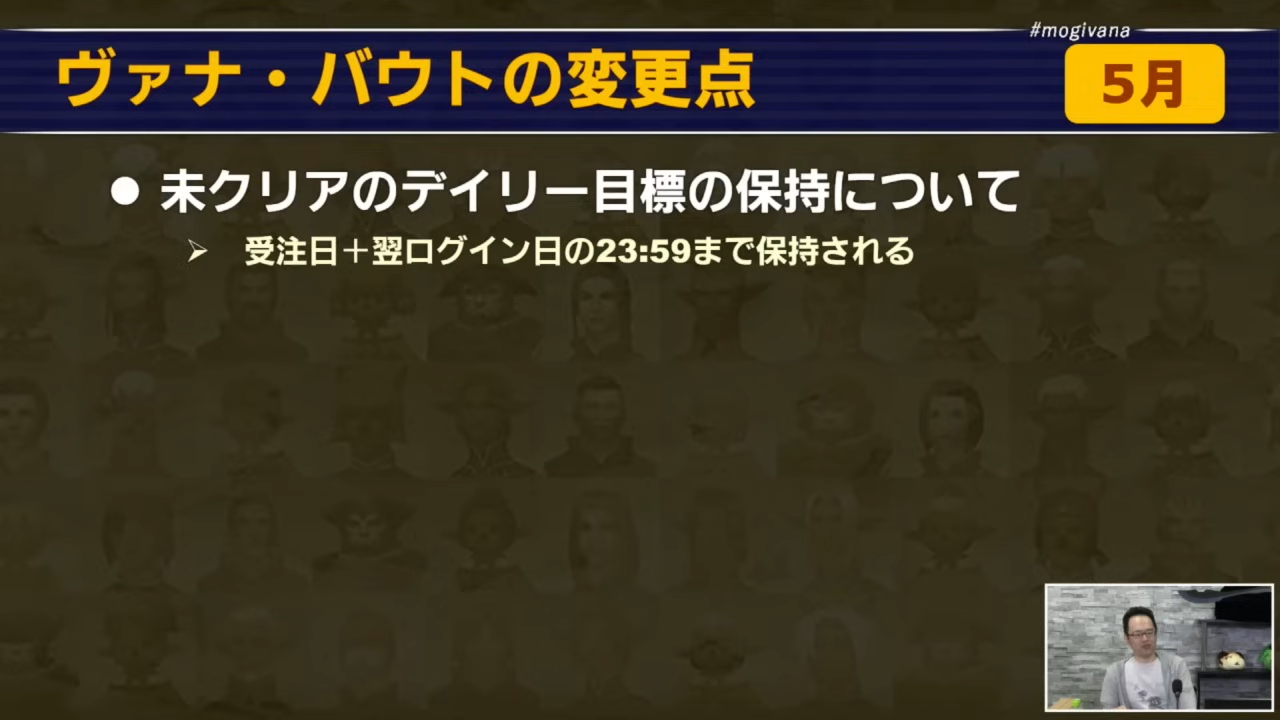 #mogivana
ヴァナ・バウトの変更点
5月
● 未クリアのデイリー目標の保持について
➢ 受注日＋翌ログイン日の23:59まで保持される